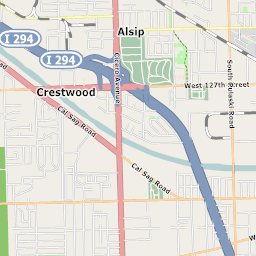 Alsip
I 294
I 294
West 127th Street
Crestwood
Cicero Avenue
South Pulaski Road
Cal Sag Road
Cal Sag Road
W